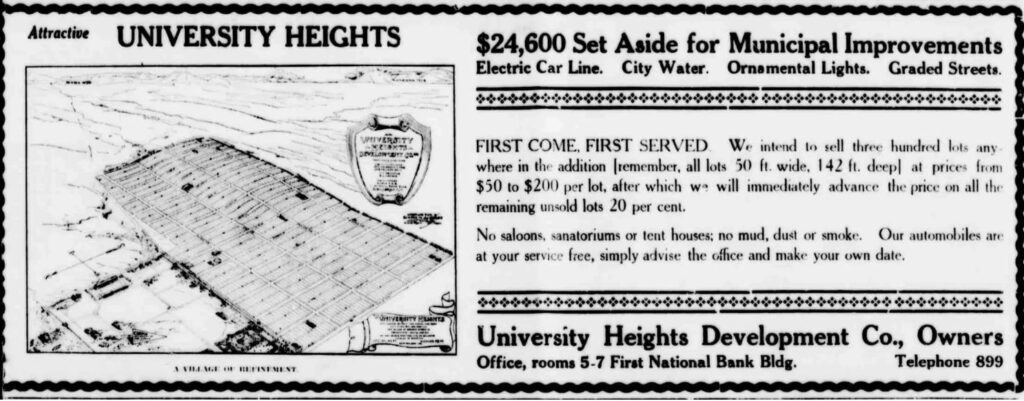 Attractive UNIVERSITY HEIGHTS
UNIVERSITY
HEIGHTS
DEVELOPMENT CO
UNIVERSITY HEIGHTS
A VILLAGE OF REFINEMENT.
$24,600 Set Aside for Municipal Improvements
Electric Car Line. City Water. Ornamental Lights. Graded Streets.
FIRST COME, FIRST SERVED. We intend to sell three hundred lots any-
where in the addition [remember, all lots 50 ft. wide, 142 ft. deep] at prices from
$50 to $200 per lot, after which we will immediately advance the price on all the
remaining unsold lots 20 per cent.
No saloons, sanatoriums or tent houses; no mud, dust or smoke. Our automobiles are
at your service free, simply advise the office and make your own date.
University Heights Development Co., Owners
Office, rooms 5-7 First National Bank Bldg. Telephone 899